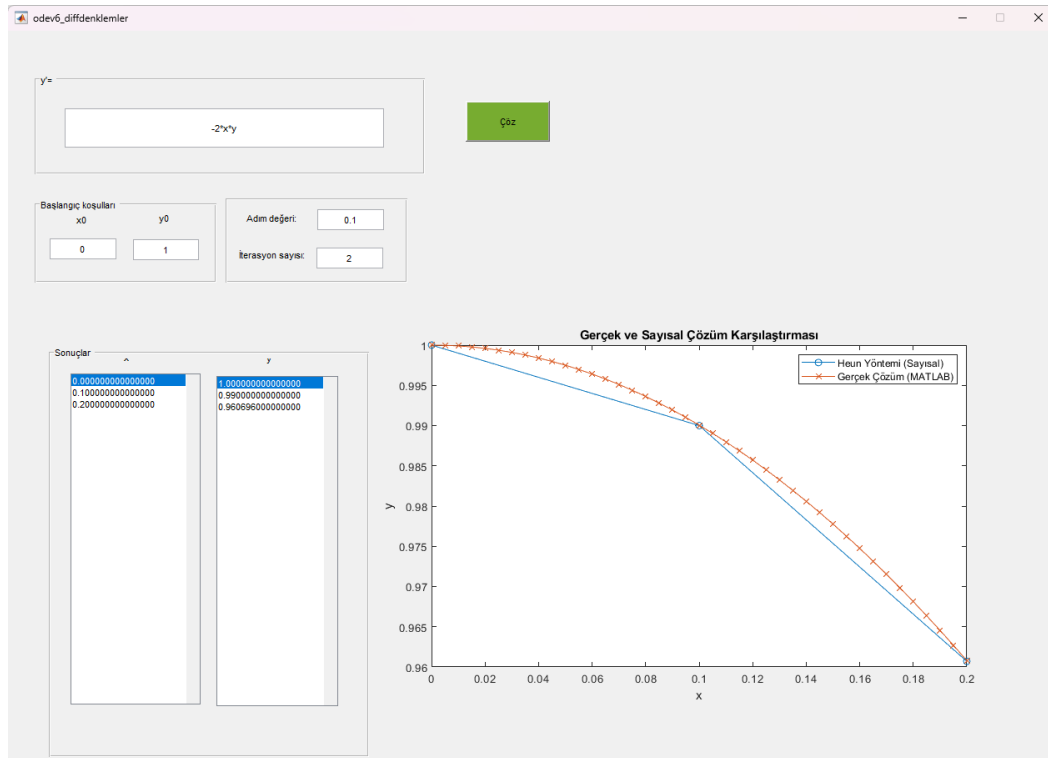 odev6_diffdenklemler
y'=
-2*x*y
Çöz
Başlangıç koşulları
x0 y0
0 1
Adım değeri: 0.1
İterasyon sayısı: 2
Sonuçlar
y
0.000000000000000 1.000000000000000
0.100000000000000 0.990000000000000
0.200000000000000 0.960696000000000
Gerçek ve Sayısal Çözüm Karşılaştırması
Heun Yöntemi (Sayısal)
Gerçek Çözüm (MATLAB)
1
0.995
0.99
0.985
0.98
0.975
0.97
0.965
0.96
y
0 0.02 0.04 0.06 0.08 0.1 0.12 0.14 0.16 0.18 0.2
x